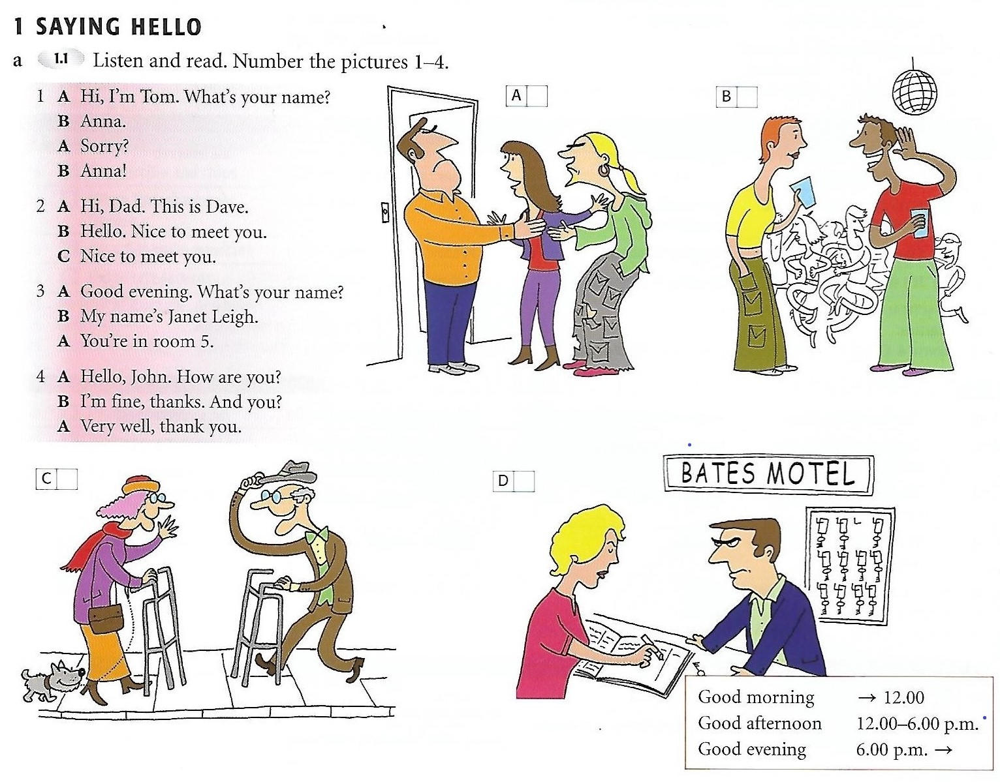 1 SAYING HELLO
a 1.1 Listen and read. Number the pictures 1–4.
1 A Hi, I'm Tom. What's your name?
B Anna.
A Sorry?
B Anna!
2 A Hi, Dad. This is Dave.
B Hello. Nice to meet you.
C Nice to meet you.
3 A Good evening. What's your name?
B My name's Janet Leigh.
A You're in room 5.
4 A Hello, John. How are you?
B I'm fine, thanks. And you?
A Very well, thank you.
A
B
C
D
BATES MOTEL
Good morning → 12.00
Good afternoon 12.00–6.00 p.m.
Good evening 6.00 p.m. →